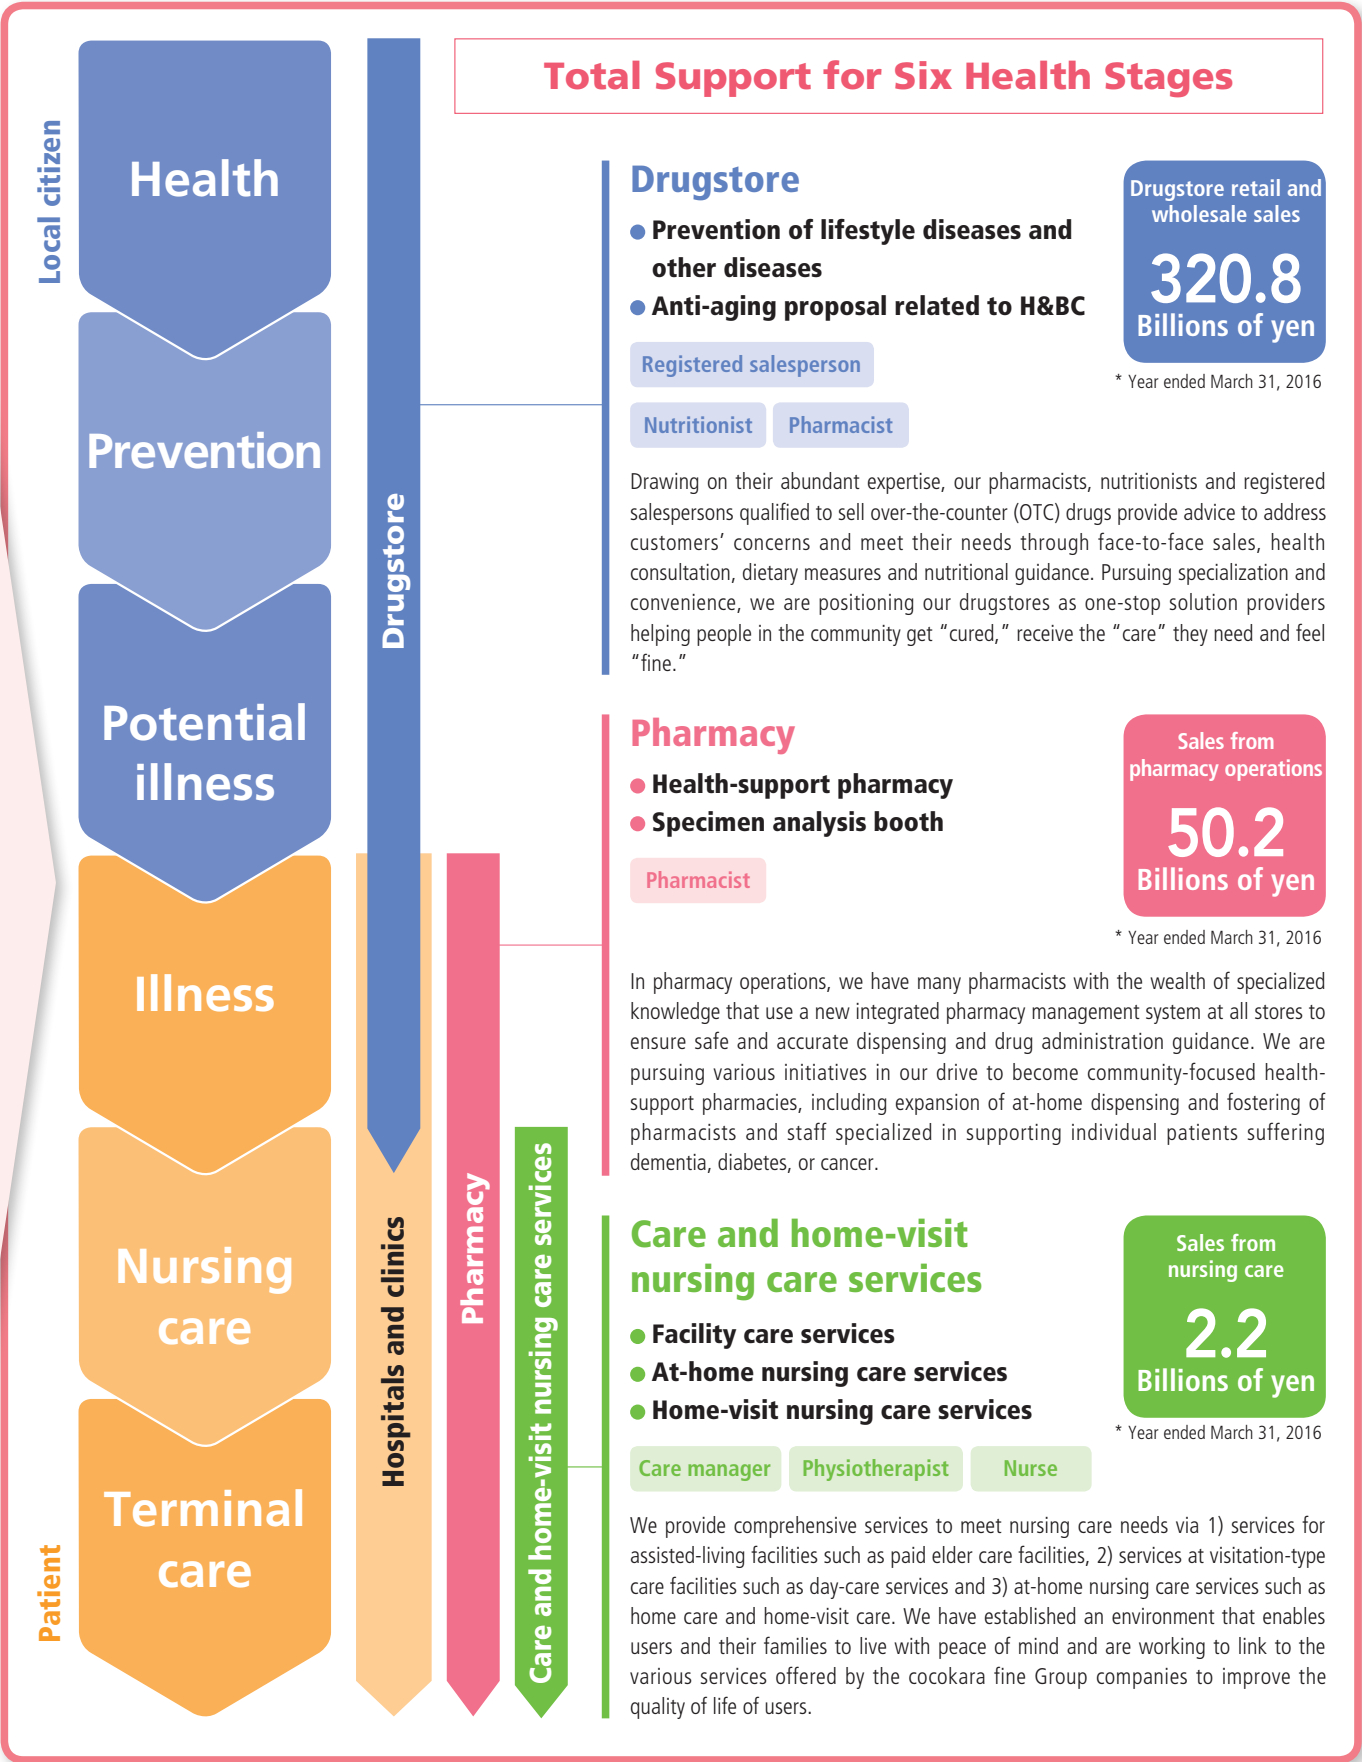 Total Support for Six Health Stages
Local citizen
Health
Prevention
Potential
illness
Illness
Nursing
care
Terminal
care
Patient
Drugstore
Hospitals and clinics
Pharmacy
Care and home-visit nursing care services
Drugstore
● Prevention of lifestyle diseases and
other diseases
● Anti-aging proposal related to H&BC
Registered salesperson
Nutritionist
Pharmacist
Drugstore retail and
wholesale sales
320.8
Billions of yen
* Year ended March 31, 2016
Drawing on their abundant expertise, our pharmacists, nutritionists and registered
salespersons qualified to sell over-the-counter (OTC) drugs provide advice to address
customers’ concerns and meet their needs through face-to-face sales, health
consultation, dietary measures and nutritional guidance. Pursuing specialization and
convenience, we are positioning our drugstores as one-stop solution providers
helping people in the community get “cured,” receive the “care” they need and feel
“fine.”
Pharmacy
● Health-support pharmacy
● Specimen analysis booth
Pharmacist
Sales from
pharmacy operations
50.2
Billions of yen
* Year ended March 31, 2016
In pharmacy operations, we have many pharmacists with the wealth of specialized
knowledge that use a new integrated pharmacy management system at all stores to
ensure safe and accurate dispensing and drug administration guidance. We are
pursuing various initiatives in our drive to become community-focused health-
support pharmacies, including expansion of at-home dispensing and fostering of
pharmacists and staff specialized in supporting individual patients suffering
dementia, diabetes, or cancer.
Care and home-visit
nursing care services
● Facility care services
● At-home nursing care services
● Home-visit nursing care services
Care manager
Physiotherapist
Nurse
Sales from
nursing care
2.2
Billions of yen
* Year ended March 31, 2016
We provide comprehensive services to meet nursing care needs via 1) services for
assisted-living facilities such as paid elder care facilities, 2) services at visitation-type
care facilities such as day-care services and 3) at-home nursing care services such as
home care and home-visit care. We have established an environment that enables
users and their families to live with peace of mind and are working to link to the
various services offered by the cocokara fine Group companies to improve the
quality of life of users.